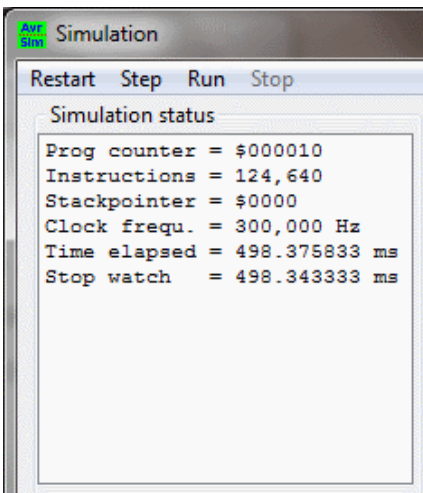 Avr
Sim Simulation
Restart Step Run Stop
Simulation status
Prog counter = $000010
Instructions = 124,640
Stackpointer = $0000
Clock frequ. = 300,000 Hz
Time elapsed = 498.375833 ms
Stop watch = 498.343333 ms